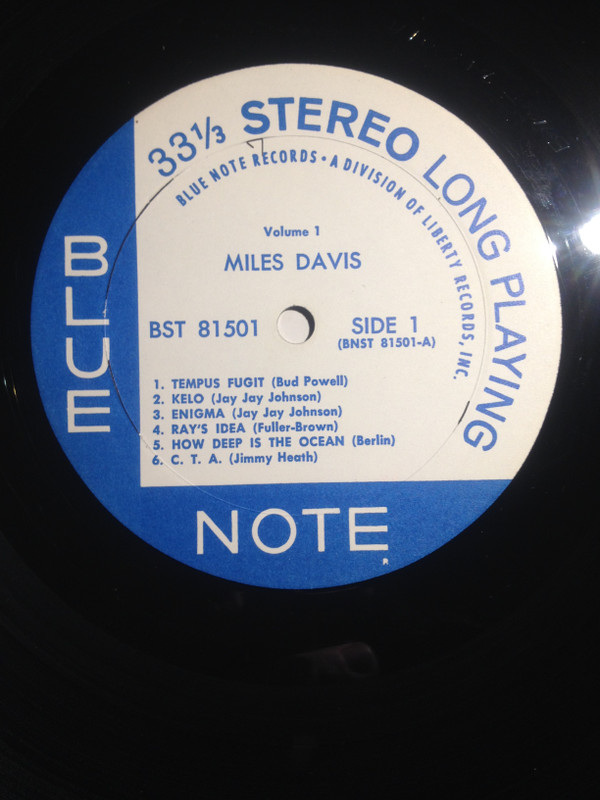 33⅓ STEREO LONG PLAYING
BLUE NOTE RECORDS • A DIVISION OF LIBERTY RECORDS, INC.
Volume 1
MILES DAVIS
BST 81501
SIDE 1
(BNST 81501-A)
1. TEMPUS FUGIT (Bud Powell)
2. KELO (Jay Jay Johnson)
3. ENIGMA (Jay Jay Johnson)
4. RAY'S IDEA (Fuller-Brown)
5. HOW DEEP IS THE OCEAN (Berlin)
6. C. T. A. (Jimmy Heath)
BLUE
NOTE
R